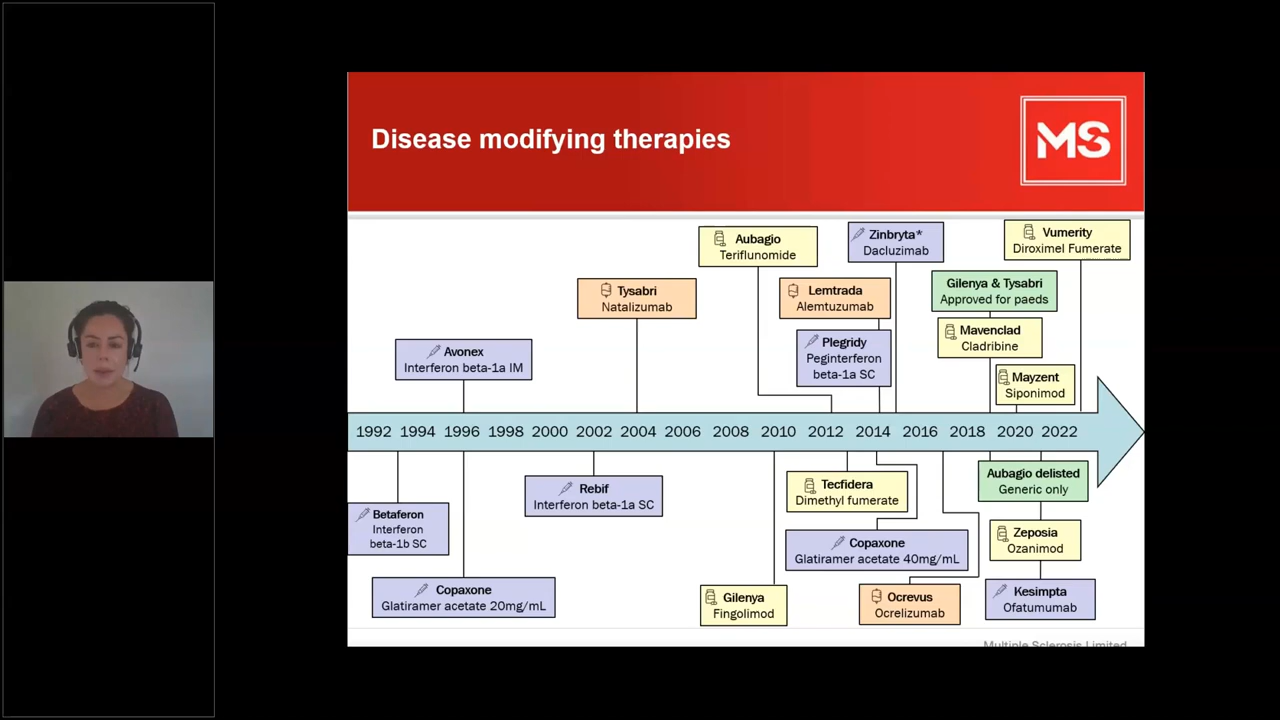 Disease modifying therapies
MS
Aubagio
Teriflunomide
Zinbryta*
Dacluzimab
Vumerity
Diroximel Fumerate
Tysabri
Natalizumab
Lemtrada
Alemtuzumab
Gilenya & Tysabri
Approved for paeds
Avonex
Interferon beta-1a IM
Plegridy
Peginterferon
beta-1a SC
Mavenclad
Cladribine
Mayzent
Siponimod
1992 1994 1996 1998 2000 2002 2004 2006 2008 2010 2012 2014 2016 2018 2020 2022
Betaferon
Interferon
beta-1b SC
Rebif
Interferon beta-1a SC
Tecfidera
Dimethyl fumerate
Aubagio delisted
Generic only
Copaxone
Glatiramer acetate 40mg/mL
Zeposia
Ozanimod
Copaxone
Glatiramer acetate 20mg/mL
Gilenya
Fingolimod
Ocrevus
Ocrelizumab
Kesimpta
Ofatumumab
Multiple Sclerosis Limited